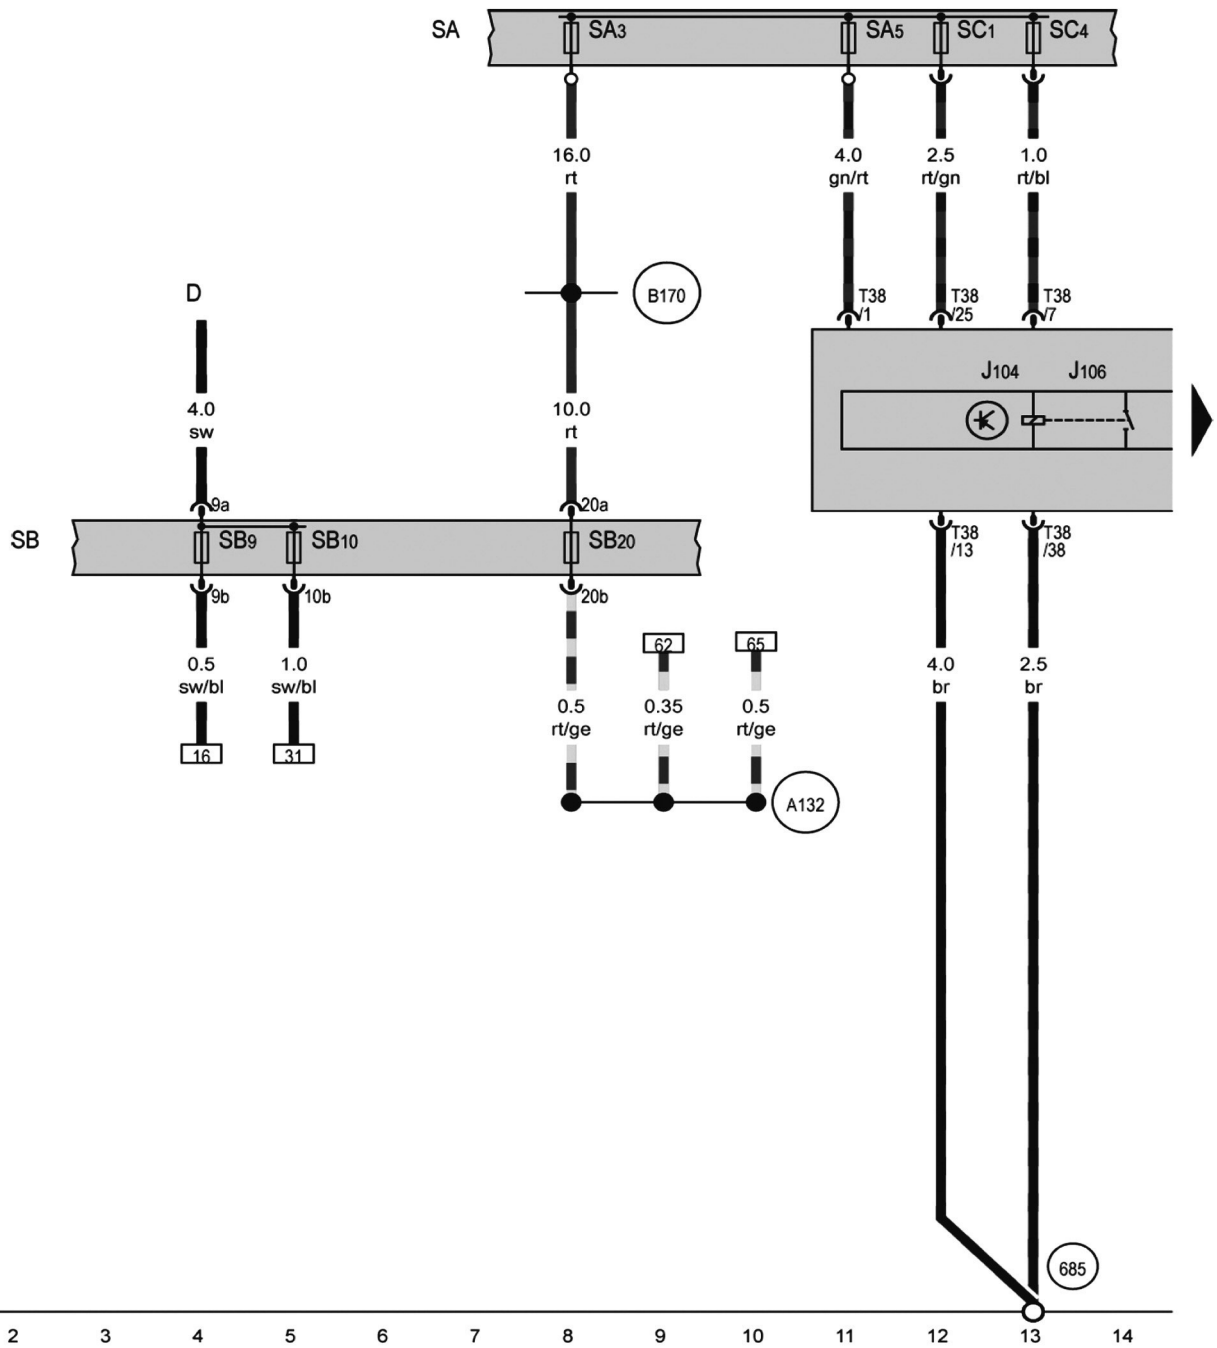 SA
SA3
SA5
SC1
SC4
16.0
rt
4.0
gn/rt
2.5
rt/gn
1.0
rt/bl
D
B170
T38
/1
T38
/25
T38
/7
J104
J106
4.0
sw
10.0
rt
9a
20a
SB
SB9
SB10
SB20
T38
/13
T38
/38
9b
10b
20b
62
65
0.5
sw/bl
1.0
sw/bl
4.0
br
2.5
br
0.5
rt/ge
0.35
rt/ge
0.5
rt/ge
16
31
A132
685
2 3 4 5 6 7 8 9 10 11 12 13 14